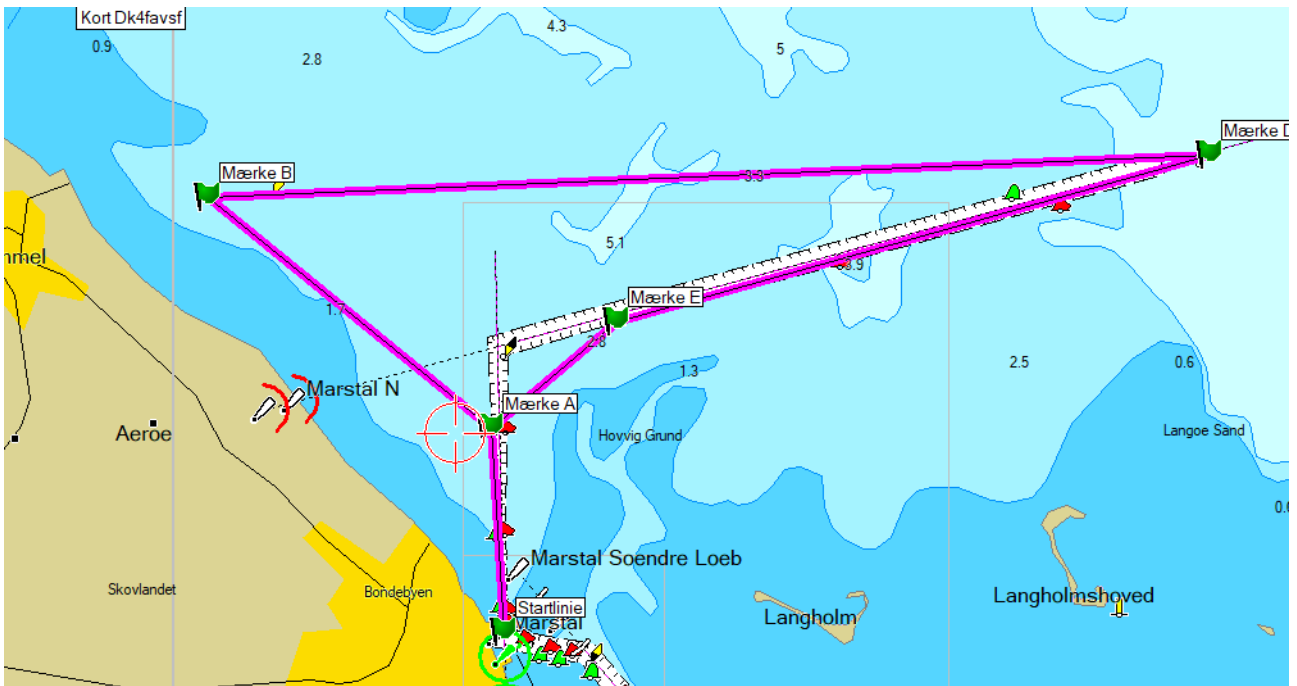 Kort Dk4favsf
4.3
0.9
5
2.8
Mærke D
Mærke B
3.3
5.1
mmel
3.9
Mærke E
1.7
2.8
2.5
0.6
1.3
Marstal N
Mærke A
Aeroe
Hovvig Grund
Langoe Sand
0.6
Marstal Soendre Loeb
Skovlandet
Bondebyen
Langholmshoved
Startlinie
Langholm
Marstal